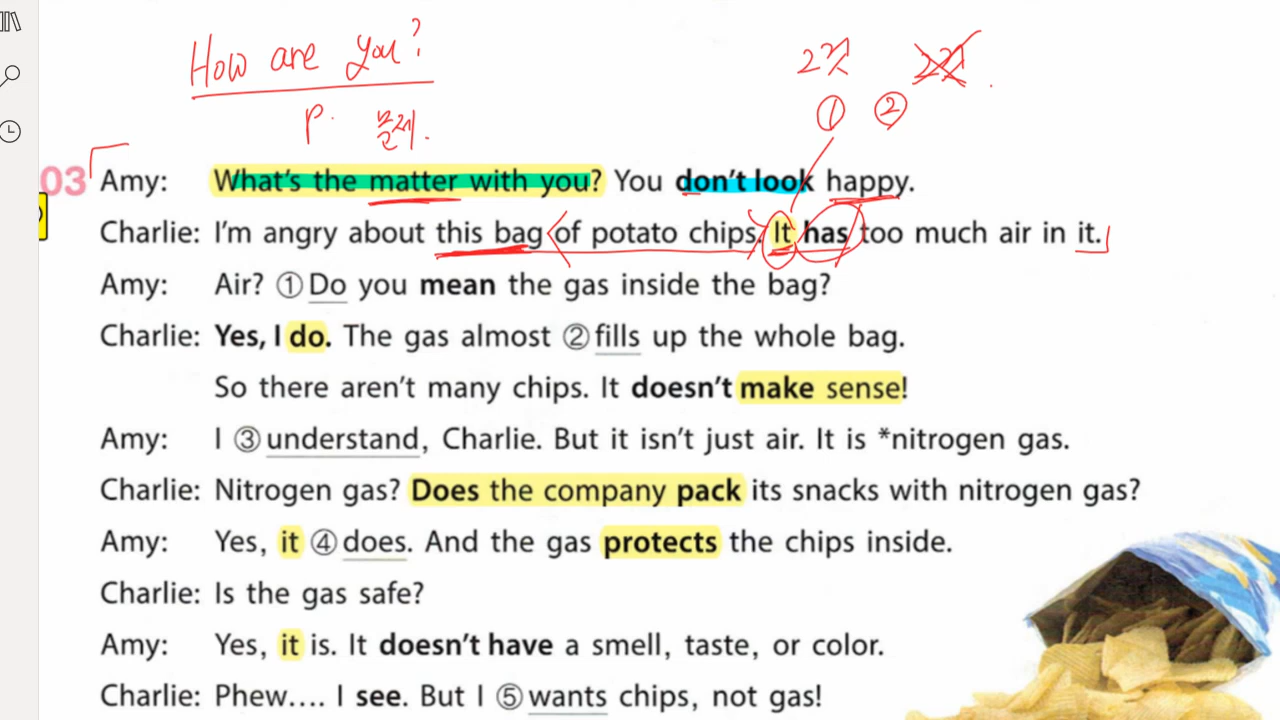 How are you?
2개
① ②
P. 문제.
03 Amy: What's the matter with you? You don't look happy.
Charlie: I'm angry about this bag of potato chips. It has too much air in it.
Amy: Air? ① Do you mean the gas inside the bag?
Charlie: Yes, I do. The gas almost ② fills up the whole bag.
So there aren't many chips. It doesn't make sense!
Amy: I ③ understand, Charlie. But it isn't just air. It is *nitrogen gas.
Charlie: Nitrogen gas? Does the company pack its snacks with nitrogen gas?
Amy: Yes, it ④ does. And the gas protects the chips inside.
Charlie: Is the gas safe?
Amy: Yes, it is. It doesn't have a smell, taste, or color.
Charlie: Phew.... I see. But I ⑤ wants chips, not gas!